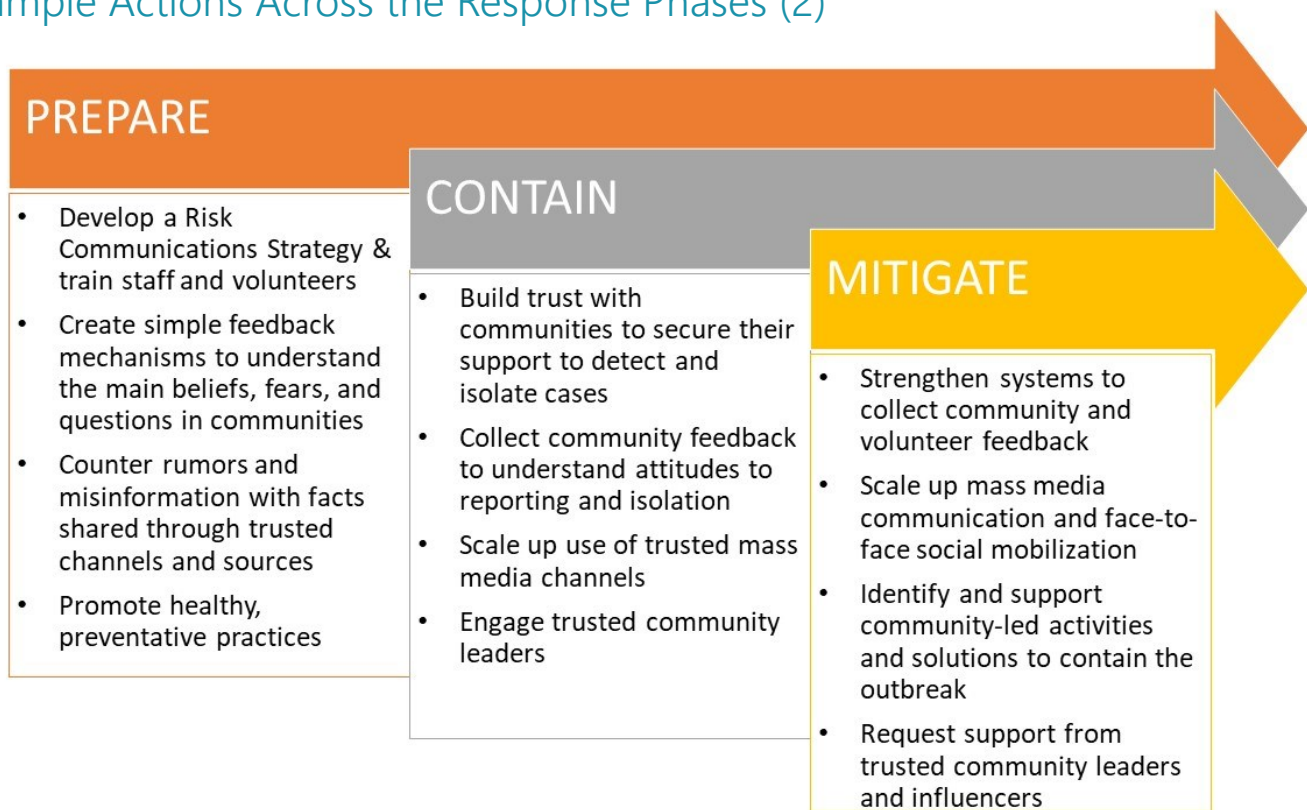 imple Actions Across the Response Phases (2)
PREPARE
• Develop a Risk
Communications Strategy &
train staff and volunteers
• Create simple feedback
mechanisms to understand
the main beliefs, fears, and
questions in communities
• Counter rumors and
misinformation with facts
shared through trusted
channels and sources
• Promote healthy,
preventative practices
CONTAIN
• Build trust with
communities to secure their
support to detect and
isolate cases
• Collect community feedback
to understand attitudes to
reporting and isolation
• Scale up use of trusted mass
media channels
• Engage trusted community
leaders
MITIGATE
• Strengthen systems to
collect community and
volunteer feedback
• Scale up mass media
communication and face-to-
face social mobilization
• Identify and support
community-led activities
and solutions to contain the
outbreak
• Request support from
trusted community leaders
and influencers